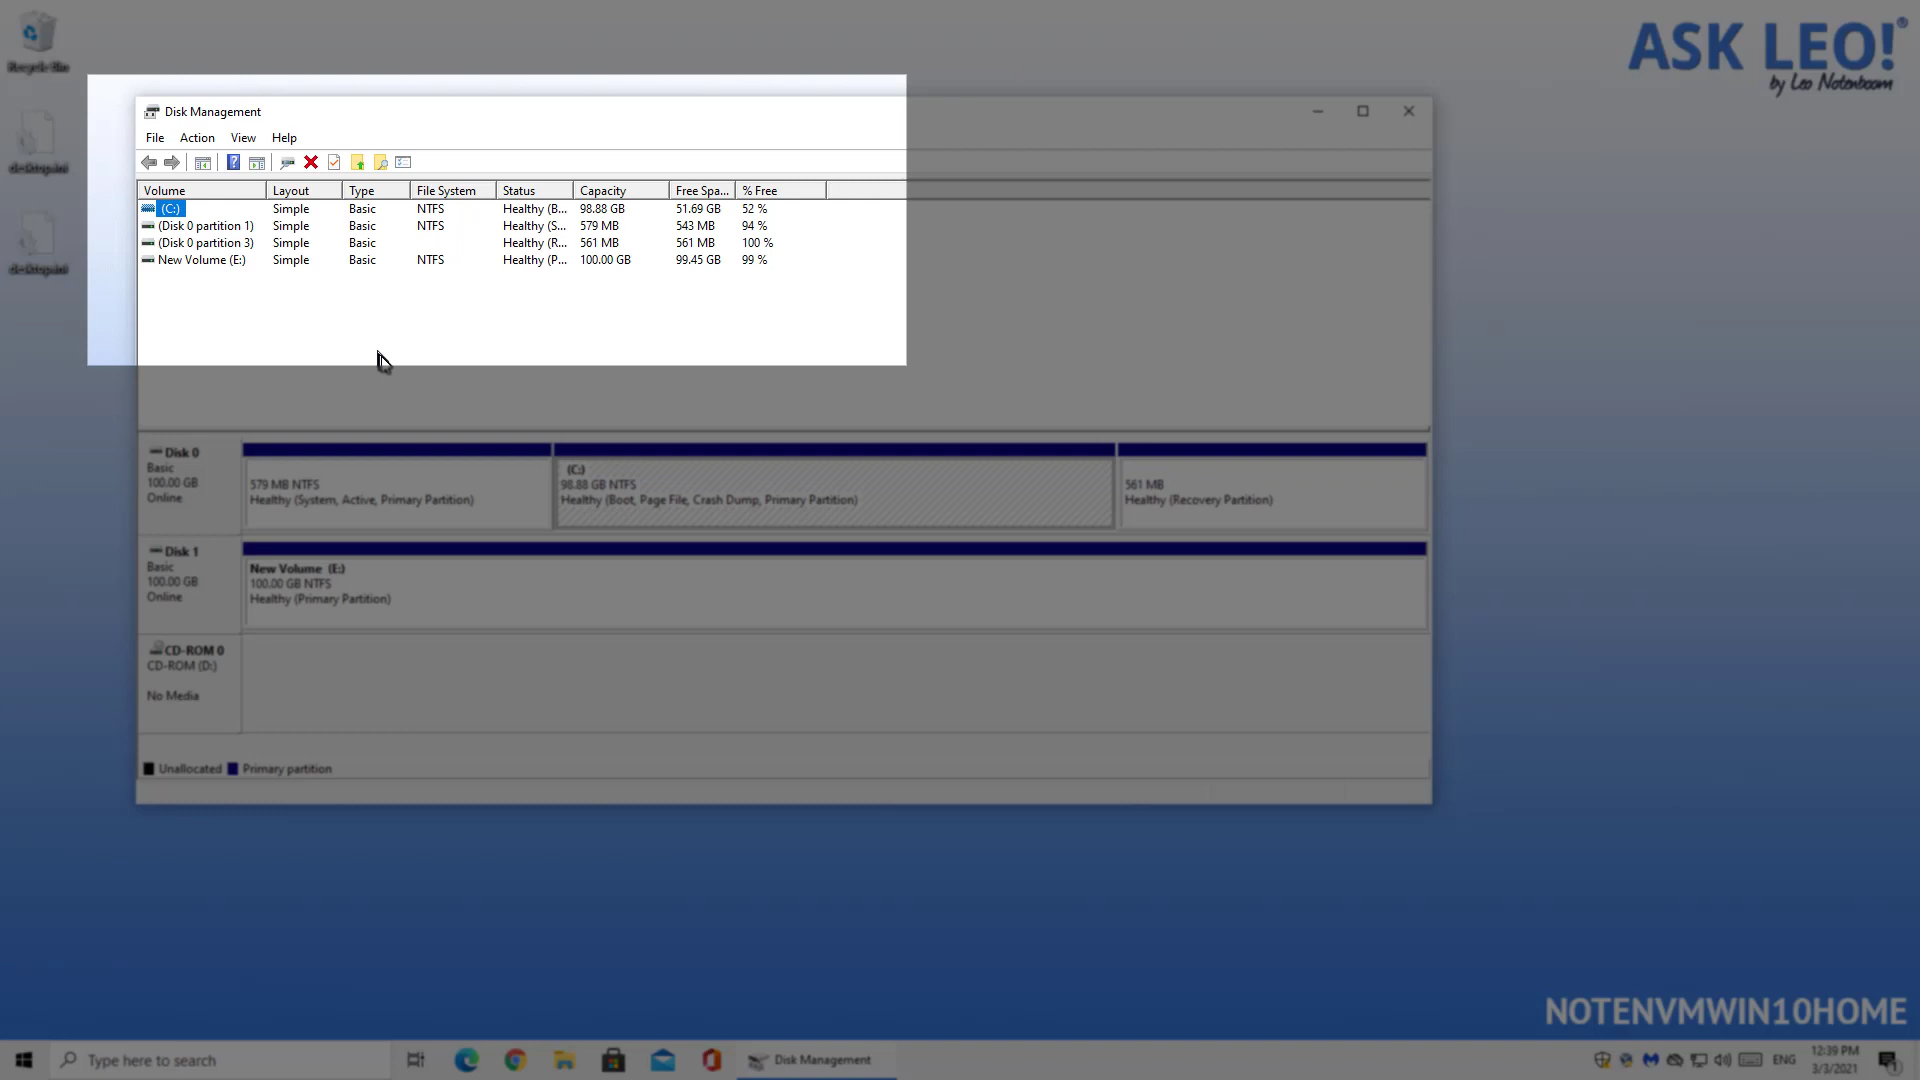 Recycle Bin
ASK LEO!®
by Leo Notenboom
desktop.ini
desktop.ini
Disk Management
File Action View Help
Volume Layout Type File System Status Capacity Free Spa... % Free
(C:) Simple Basic NTFS Healthy (B... 98.88 GB 51.69 GB 52 %
(Disk 0 partition 1) Simple Basic NTFS Healthy (S... 579 MB 543 MB 94 %
(Disk 0 partition 3) Simple Basic Healthy (R... 561 MB 561 MB 100 %
New Volume (E:) Simple Basic NTFS Healthy (P... 100.00 GB 99.45 GB 99 %
Disk 0
Basic
100.00 GB
Online
579 MB NTFS
Healthy (System, Active, Primary Partition)
(C:)
98.88 GB NTFS
Healthy (Boot, Page File, Crash Dump, Primary Partition)
561 MB
Healthy (Recovery Partition)
Disk 1
Basic
100.00 GB
Online
New Volume (E:)
100.00 GB NTFS
Healthy (Primary Partition)
CD-ROM 0
CD-ROM (D:)
No Media
Unallocated Primary partition
NOTENVMWIN10HOME
Type here to search
Disk Management
ENG
12:39 PM
3/3/2021
1